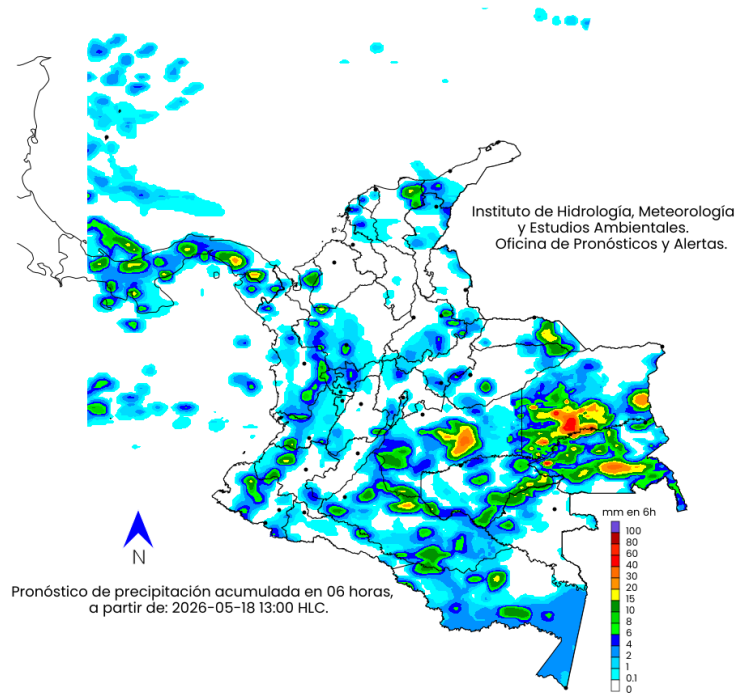 Instituto de Hidrología, Meteorología
y Estudios Ambientales.
Oficina de Pronósticos y Alertas.
N
mm en 6h
100
80
60
40
30
20
15
10
8
6
4
2
1
0.1
0
Pronóstico de precipitación acumulada en 06 horas,
a partir de: 2026-05-18 13:00 HLC.